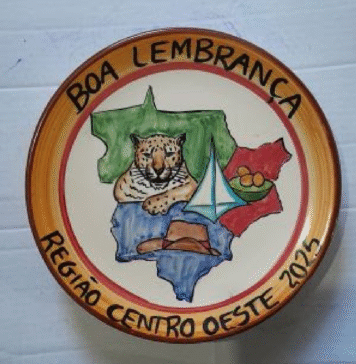 BOA LEMBRANÇA
REGIÃO CENTRO OESTE 2025